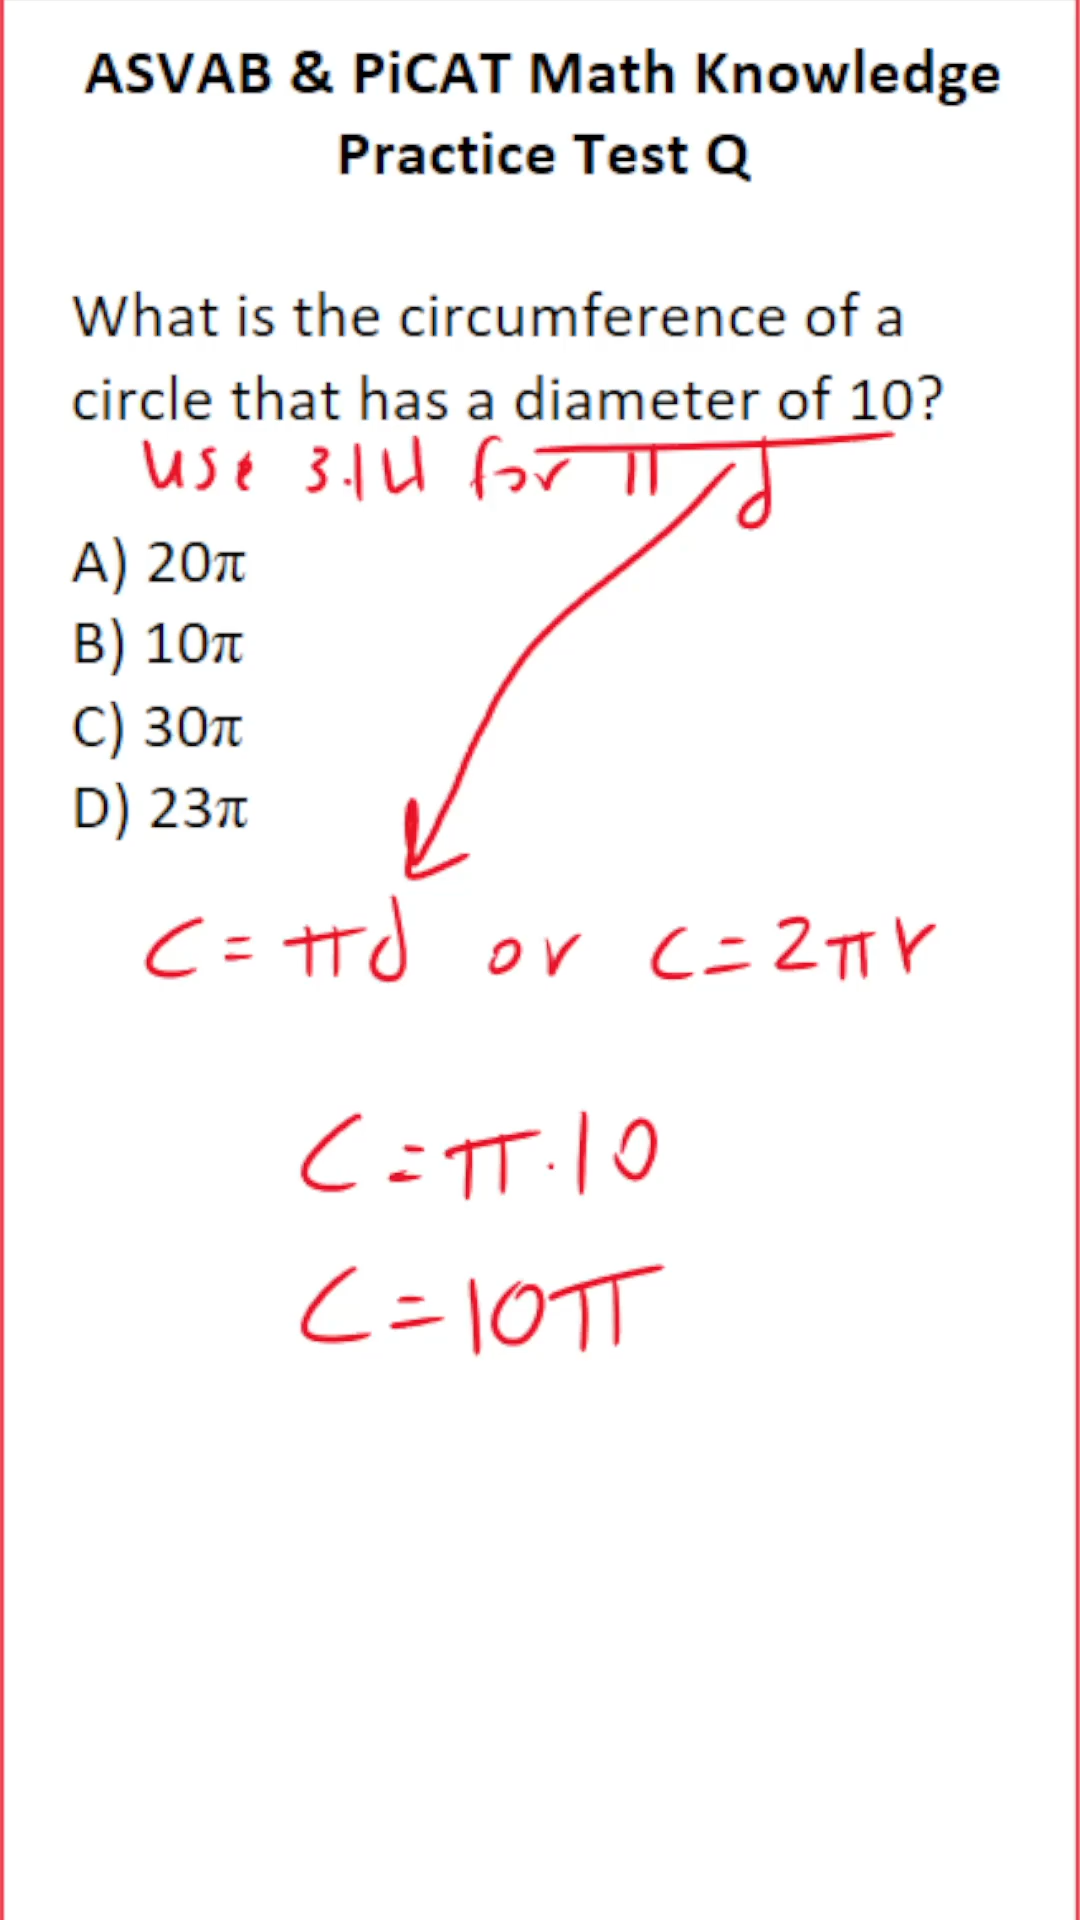 ASVAB & PiCAT Math Knowledge
Practice Test Q
What is the circumference of a
circle that has a diameter of 10?
use 3.14 for π d
A) 20π
B) 10π
C) 30π
D) 23π
C = πd or C = 2πr
C = π · 10
C = 10π